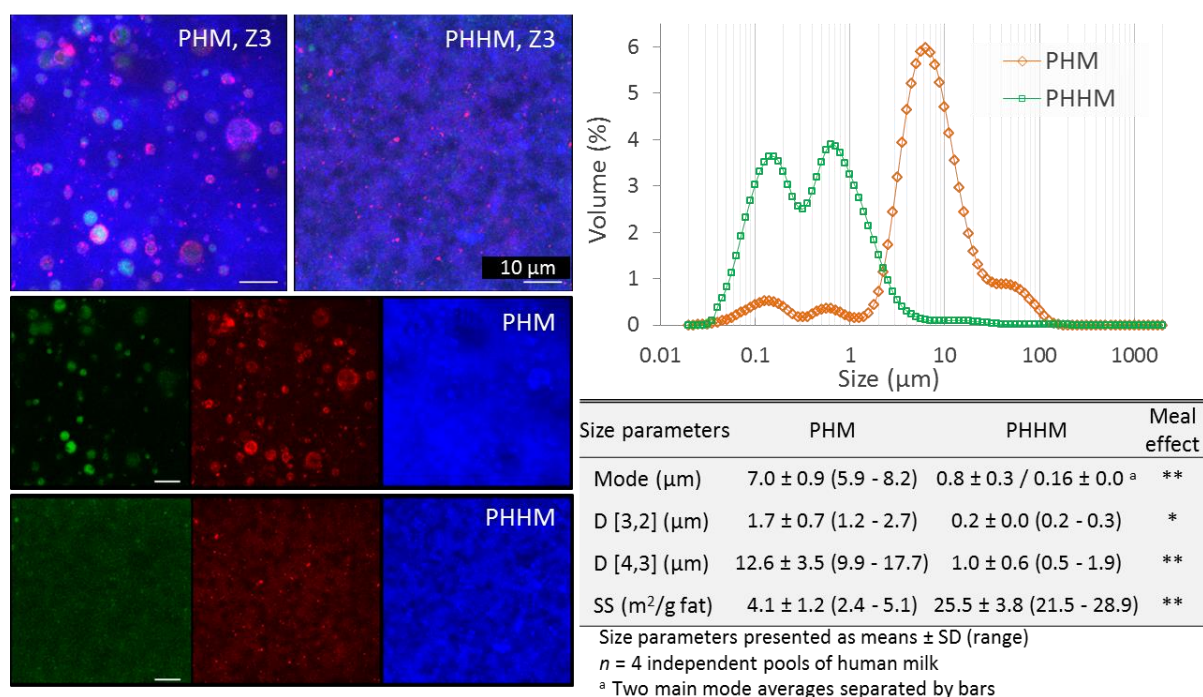 PHM, Z3
PHHM, Z3
10 µm
PHM
PHHM
Volume (%)
6
5
4
3
2
1
0
PHM
PHHM
0.01 0.1 1 10 100 1000
Size (µm)
Size parameters PHM PHHM Meal effect
Mode (µm) 7.0 ± 0.9 (5.9 - 8.2) 0.8 ± 0.3 / 0.16 ± 0.0 ᵃ **
D [3,2] (µm) 1.7 ± 0.7 (1.2 - 2.7) 0.2 ± 0.0 (0.2 - 0.3) *
D [4,3] (µm) 12.6 ± 3.5 (9.9 - 17.7) 1.0 ± 0.6 (0.5 - 1.9) **
SS (m²/g fat) 4.1 ± 1.2 (2.4 - 5.1) 25.5 ± 3.8 (21.5 - 28.9) **
Size parameters presented as means ± SD (range)
n = 4 independent pools of human milk
ᵃ Two main mode averages separated by bars